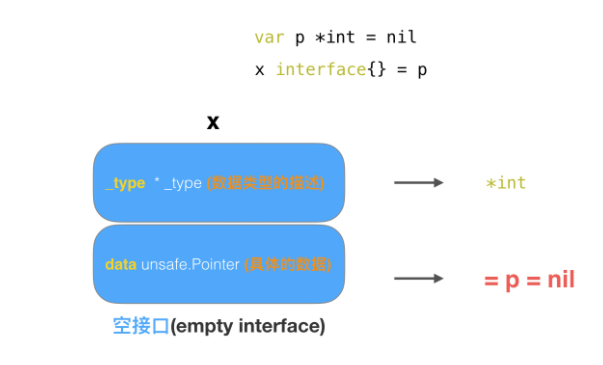 var p *int = nil
x interface{} = p
x
_type * _type (数据类型的描述)
*int
data unsafe.Pointer (具体的数据)
= p = nil
空接口(empty interface)